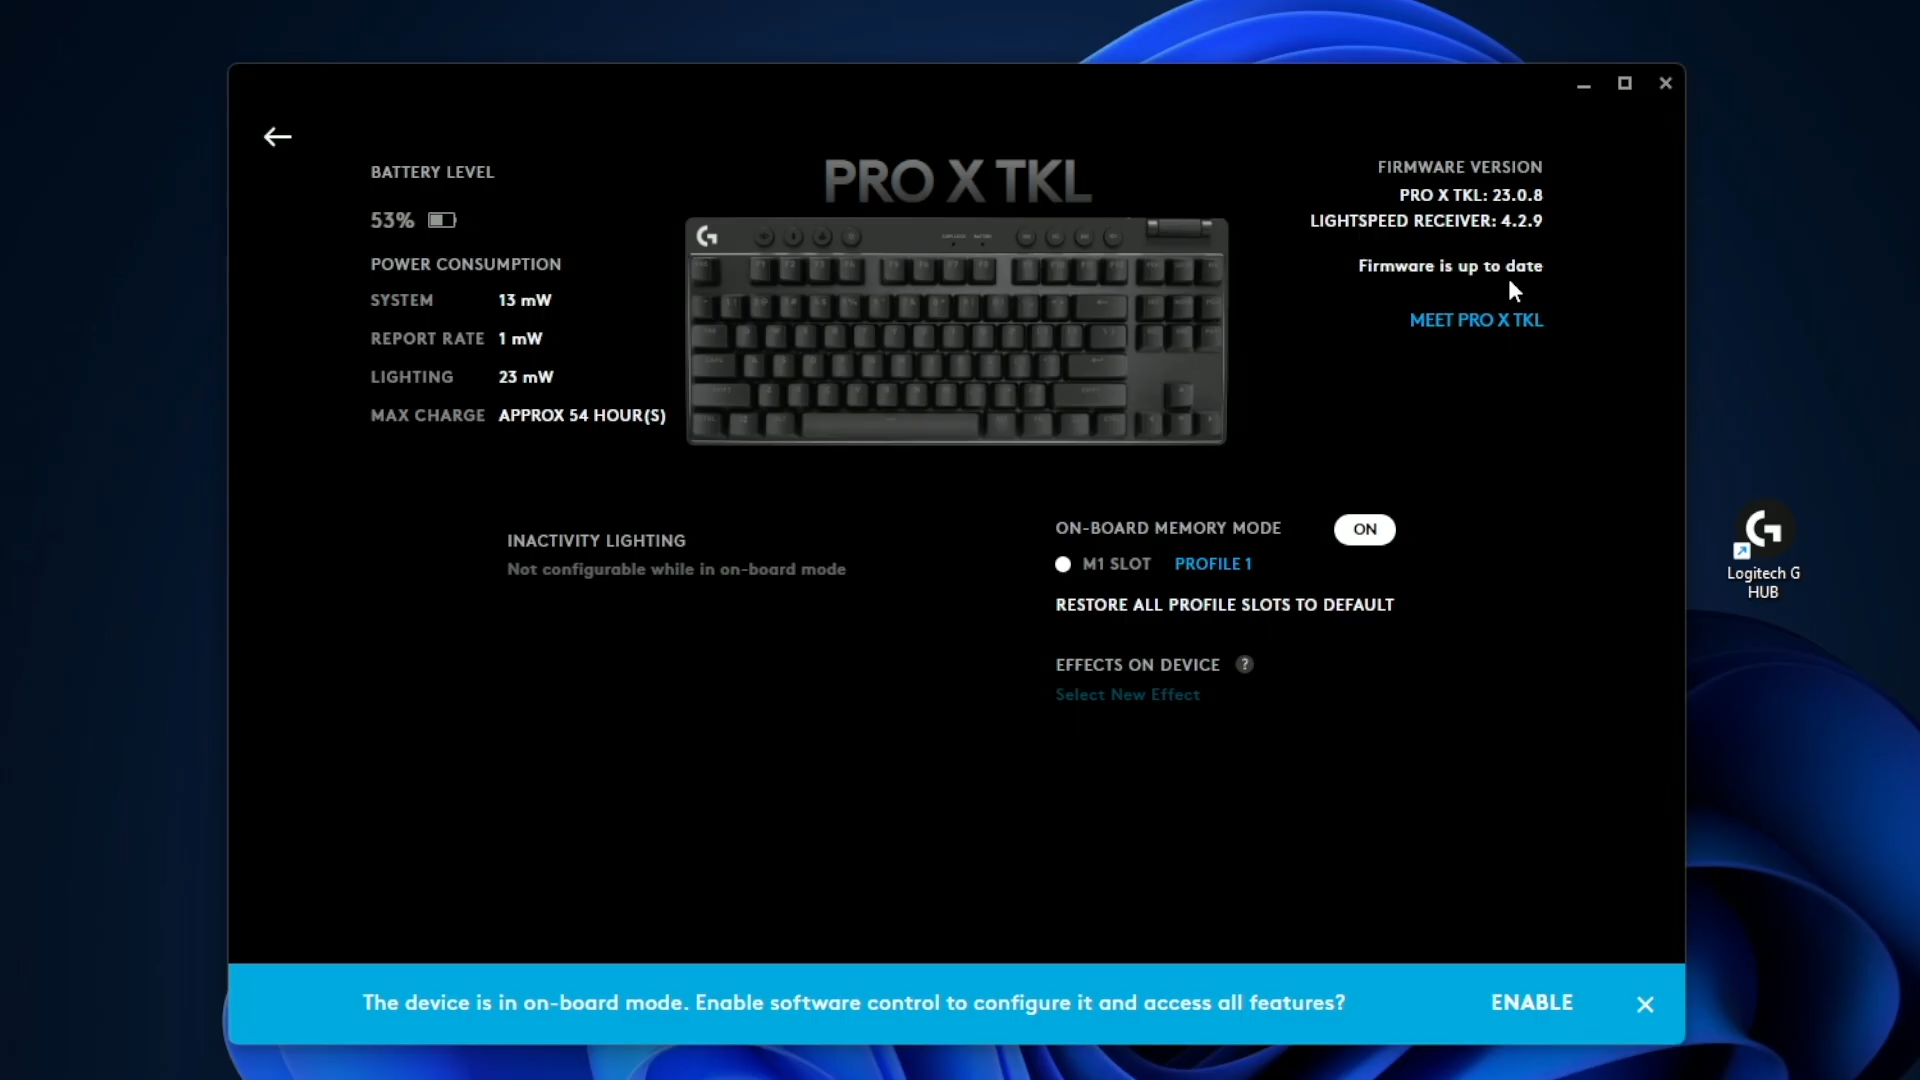 BATTERY LEVEL
53%
POWER CONSUMPTION
SYSTEM 13 mW
REPORT RATE 1 mW
LIGHTING 23 mW
MAX CHARGE APPROX 54 HOUR(S)
PRO X TKL
FIRMWARE VERSION
PRO X TKL: 23.0.8
LIGHTSPEED RECEIVER: 4.2.9
Firmware is up to date
MEET PRO X TKL
INACTIVITY LIGHTING
Not configurable while in on-board mode
ON-BOARD MEMORY MODE ON
M1 SLOT PROFILE 1
RESTORE ALL PROFILE SLOTS TO DEFAULT
EFFECTS ON DEVICE ?
Select New Effect
Logitech G
HUB
The device is in on-board mode. Enable software control to configure it and access all features? ENABLE